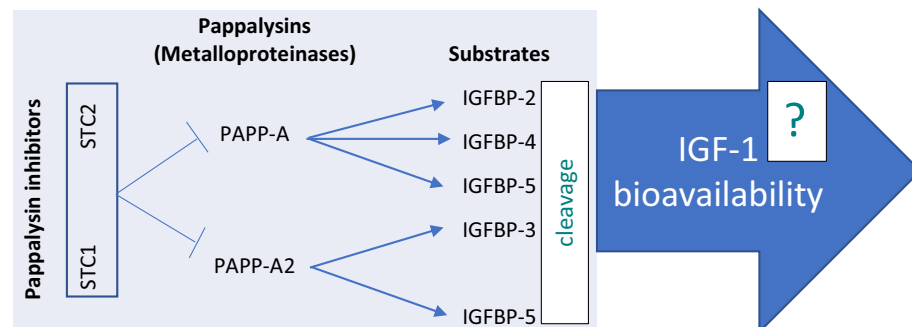 Pappalysins
(Metalloproteinases)
Substrates
Pappalysin inhibitors
STC2
STC1
PAPP-A
PAPP-A2
IGFBP-2
IGFBP-4
IGFBP-5
IGFBP-3
IGFBP-5
cleavage
?
IGF-1
bioavailability